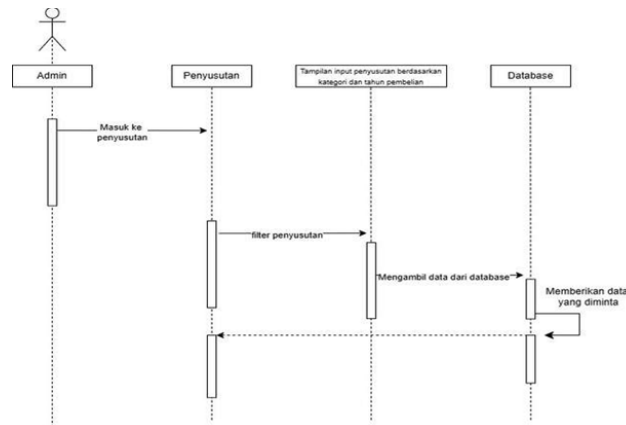 Admin
Penyusutan
Tampilan input penyusutan berdasarkan
kategori dan tahun pembelian
Database
Masuk ke
penyusutan
filter penyusutan
Mengambil data dari database
Memberikan data
yang diminta